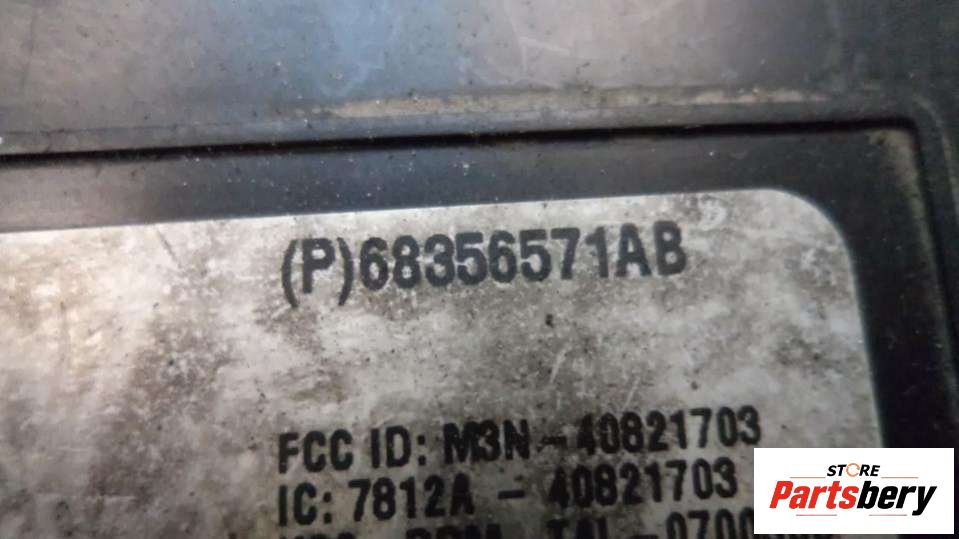 (P)68356571AB
FCC ID: M3N-40821703
IC: 7812A - 40821703
STORE
Partsbery